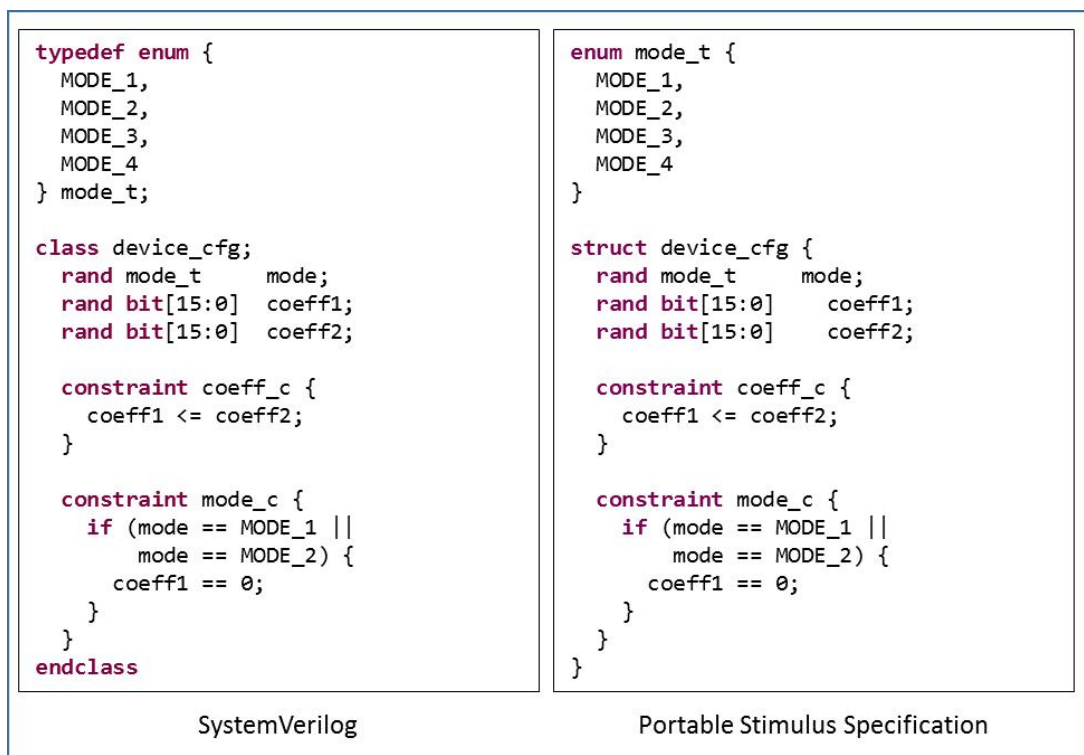 typedef enum {
  MODE_1,
  MODE_2,
  MODE_3,
  MODE_4
} mode_t;
class device_cfg;
  rand mode_t     mode;
  rand bit[15:0]  coeff1;
  rand bit[15:0]  coeff2;
  constraint coeff_c {
    coeff1 <= coeff2;
  }
  constraint mode_c {
    if (mode == MODE_1 ||
        mode == MODE_2) {
      coeff1 == 0;
    }
  }
endclass
SystemVerilog
enum mode_t {
  MODE_1,
  MODE_2,
  MODE_3,
  MODE_4
}
struct device_cfg {
  rand mode_t     mode;
  rand bit[15:0]    coeff1;
  rand bit[15:0]    coeff2;
  constraint coeff_c {
    coeff1 <= coeff2;
  }
  constraint mode_c {
    if (mode == MODE_1 ||
        mode == MODE_2) {
      coeff1 == 0;
    }
  }
}
Portable Stimulus Specification